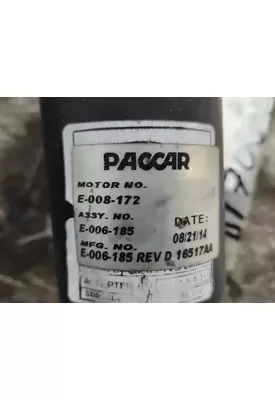 PACCAR
MOTOR NO.
E-008-172
ASSY. NO. DATE:
E-006-185 08/21/14
MFG. NO.
E-006-185 REV D 16517AA